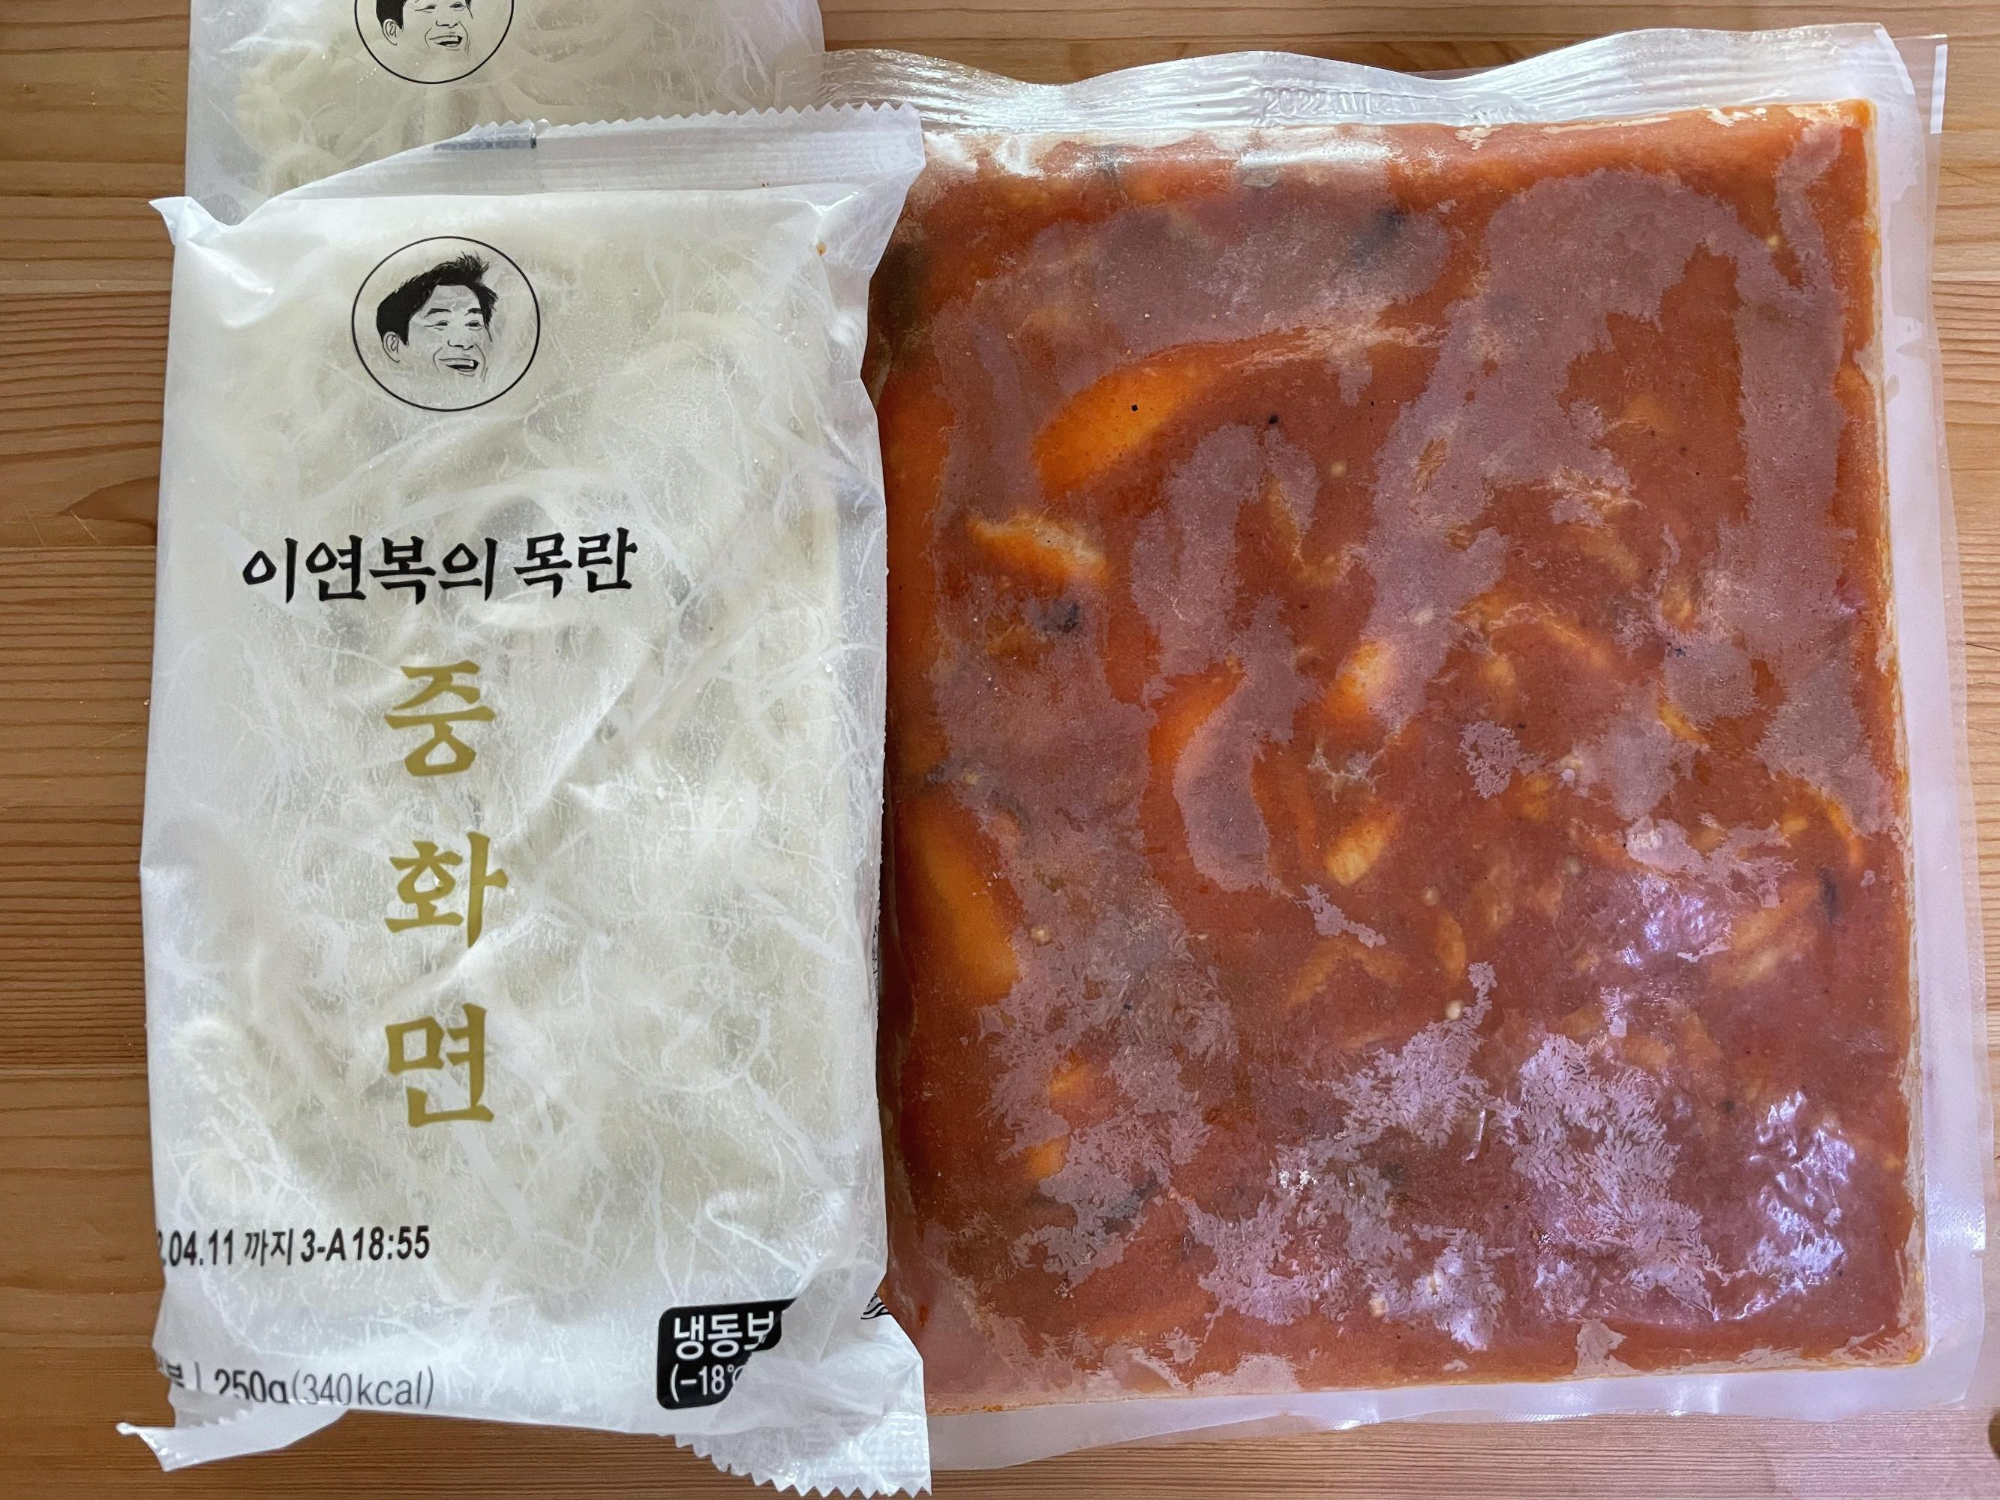 이연복의 목란
중
화
면
.04.11 까지 3-A 18:55
250g(340kcal)
냉동보
(-18℃